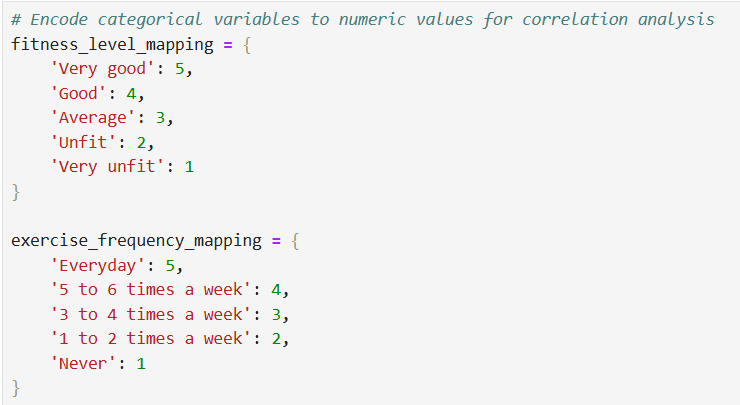 # Encode categorical variables to numeric values for correlation analysis
fitness_level_mapping = {
    'Very good': 5,
    'Good': 4,
    'Average': 3,
    'Unfit': 2,
    'Very unfit': 1
}

exercise_frequency_mapping = {
    'Everyday': 5,
    '5 to 6 times a week': 4,
    '3 to 4 times a week': 3,
    '1 to 2 times a week': 2,
    'Never': 1
}